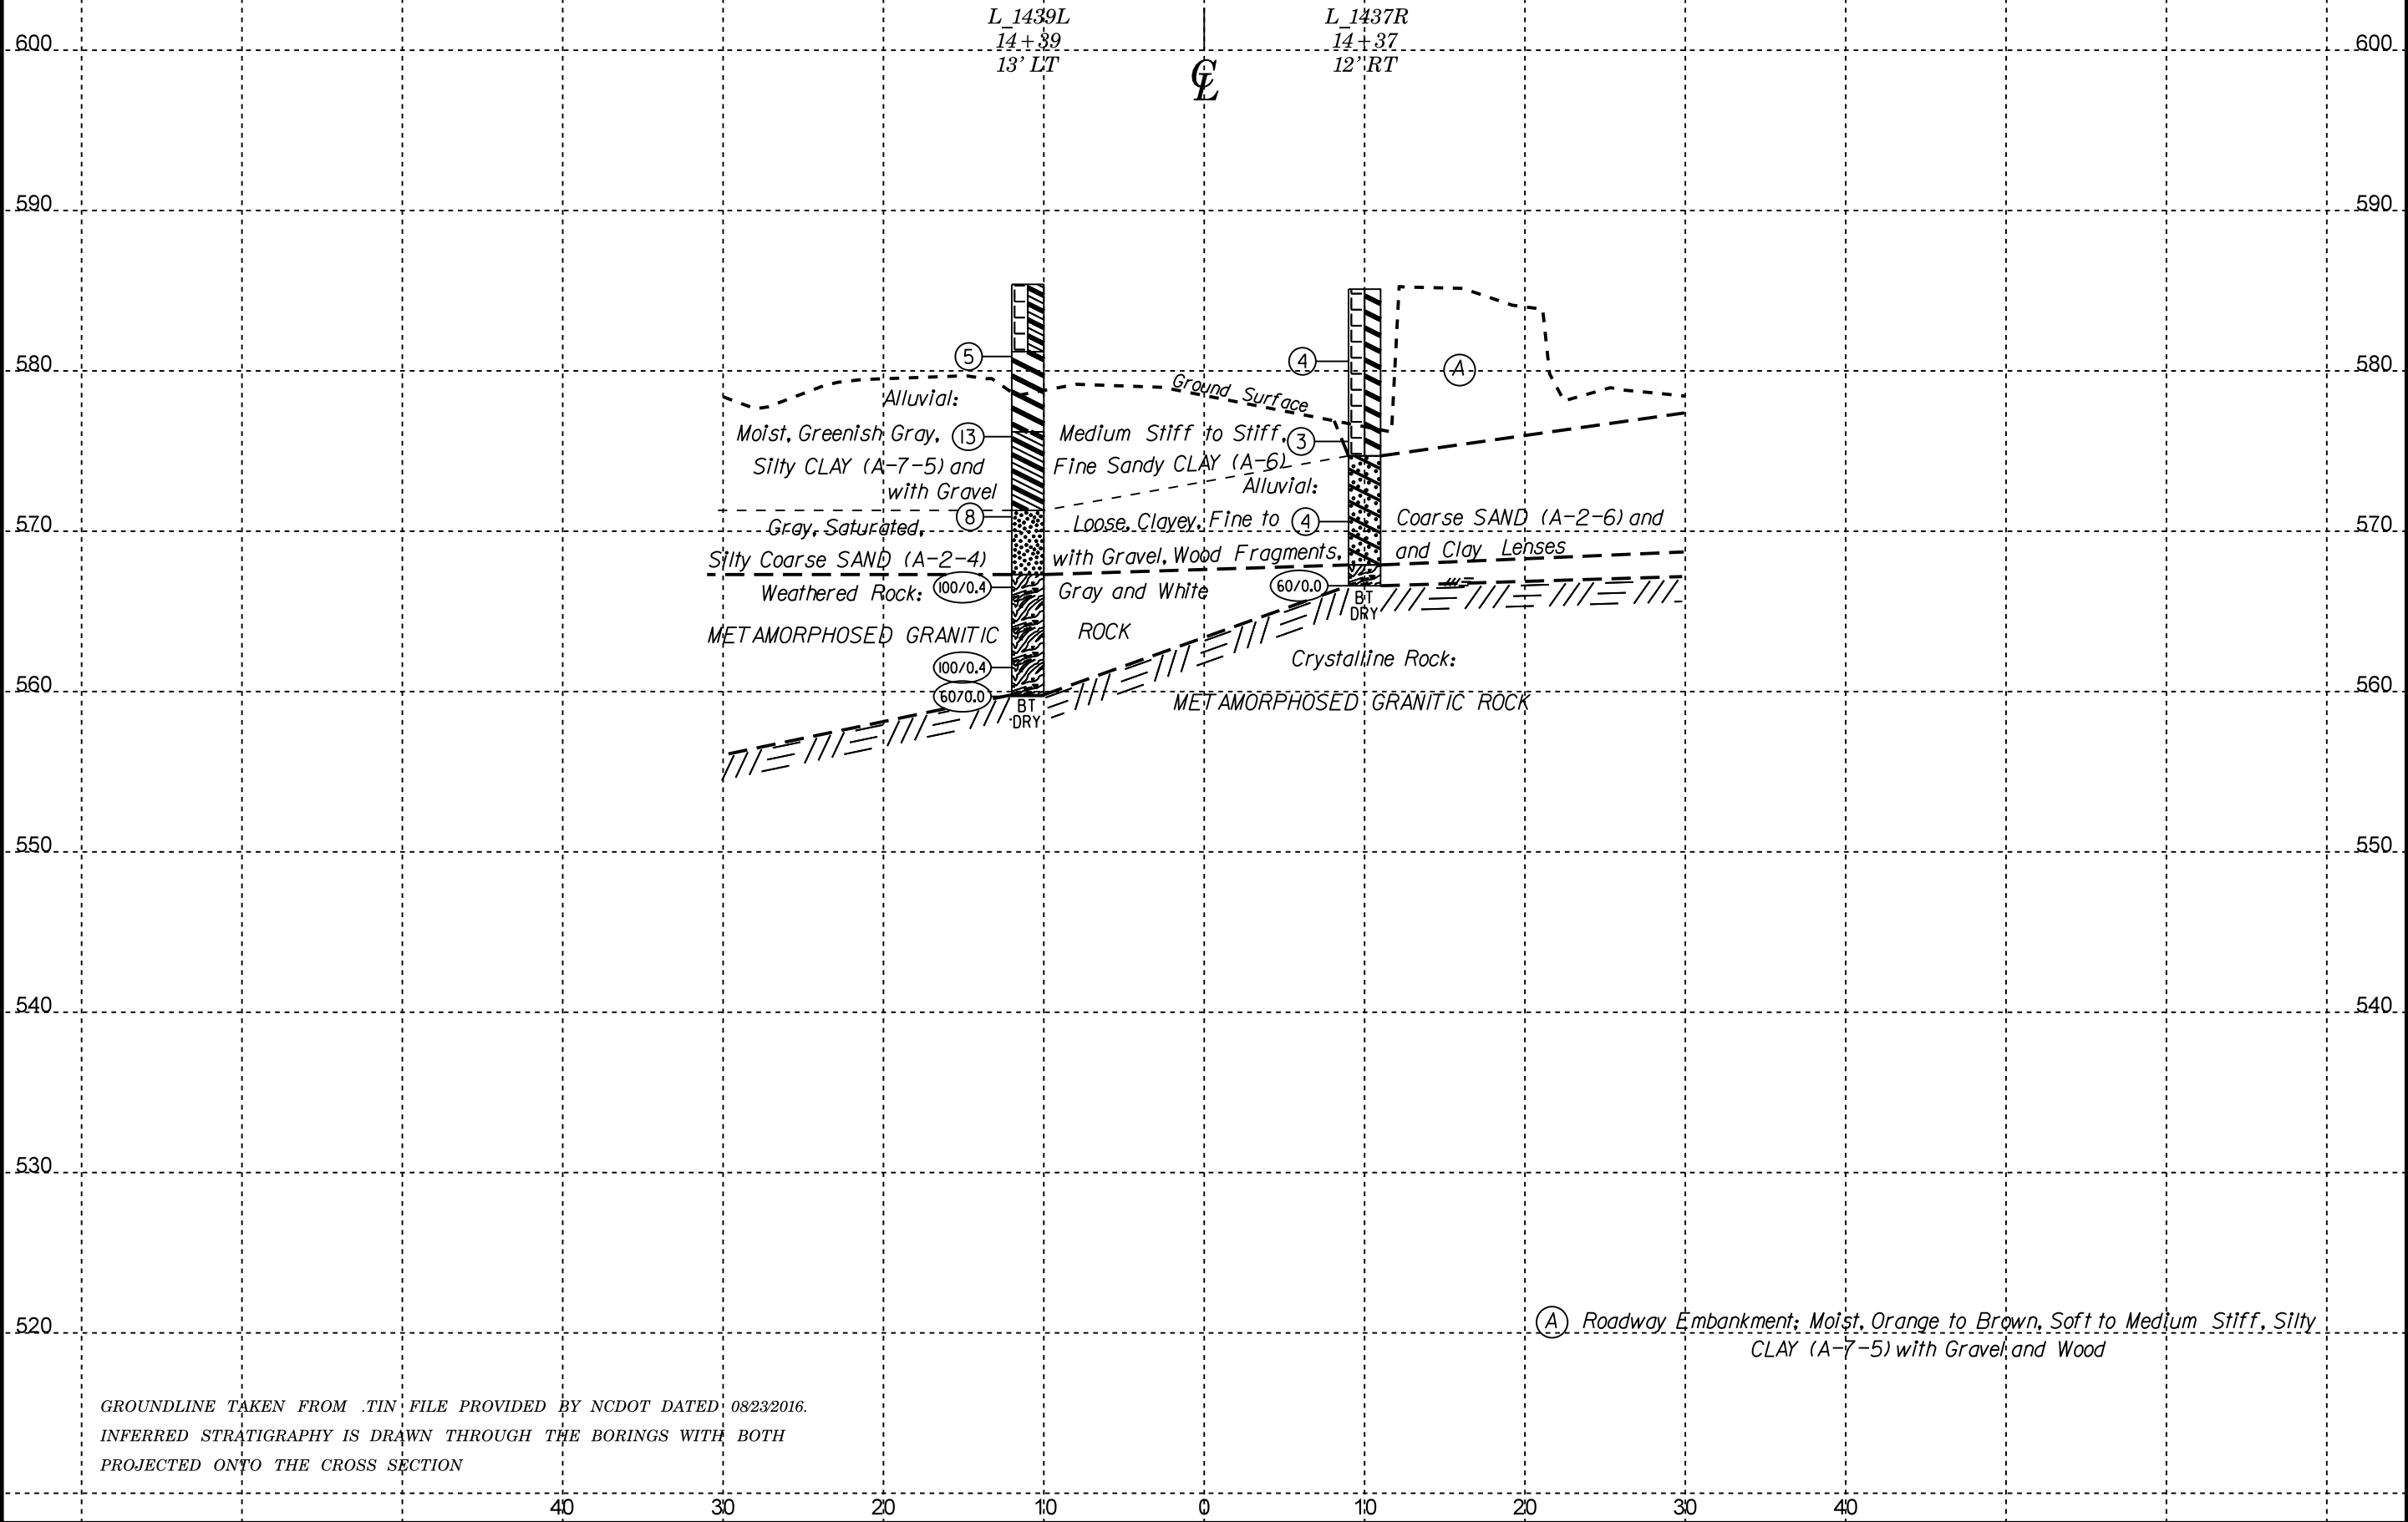 L_1439L
14+39
13' LT
L_1437R
14+37
12' RT
CL
600 600
590 590
580 580
570 570
560 560
550 550
540 540
530 530
520 520
5
4
A
Ground Surface
Alluvial:
Moist, Greenish Gray, 13 Medium Stiff to Stiff, 3
Silty CLAY (A-7-5) and Fine Sandy CLAY (A-6)
with Gravel
Alluvial:
8
Gray, Saturated, Loose, Clayey, Fine to 4 Coarse SAND (A-2-6) and
Silty Coarse SAND (A-2-4) with Gravel, Wood Fragments, and Clay Lenses
Weathered Rock: 100/0.4 Gray and White 60/0.0
BT
DRY
METAMORPHOSED GRANITIC ROCK
100/0.4
60/0.0
BT
DRY
Crystalline Rock:
METAMORPHOSED GRANITIC ROCK
A Roadway Embankment; Moist, Orange to Brown, Soft to Medium Stiff, Silty
CLAY (A-7-5) with Gravel and Wood
GROUNDLINE TAKEN FROM .TIN FILE PROVIDED BY NCDOT DATED 08/23/2016.
INFERRED STRATIGRAPHY IS DRAWN THROUGH THE BORINGS WITH BOTH
PROJECTED ONTO THE CROSS SECTION
40 30 20 10 0 10 20 30 40